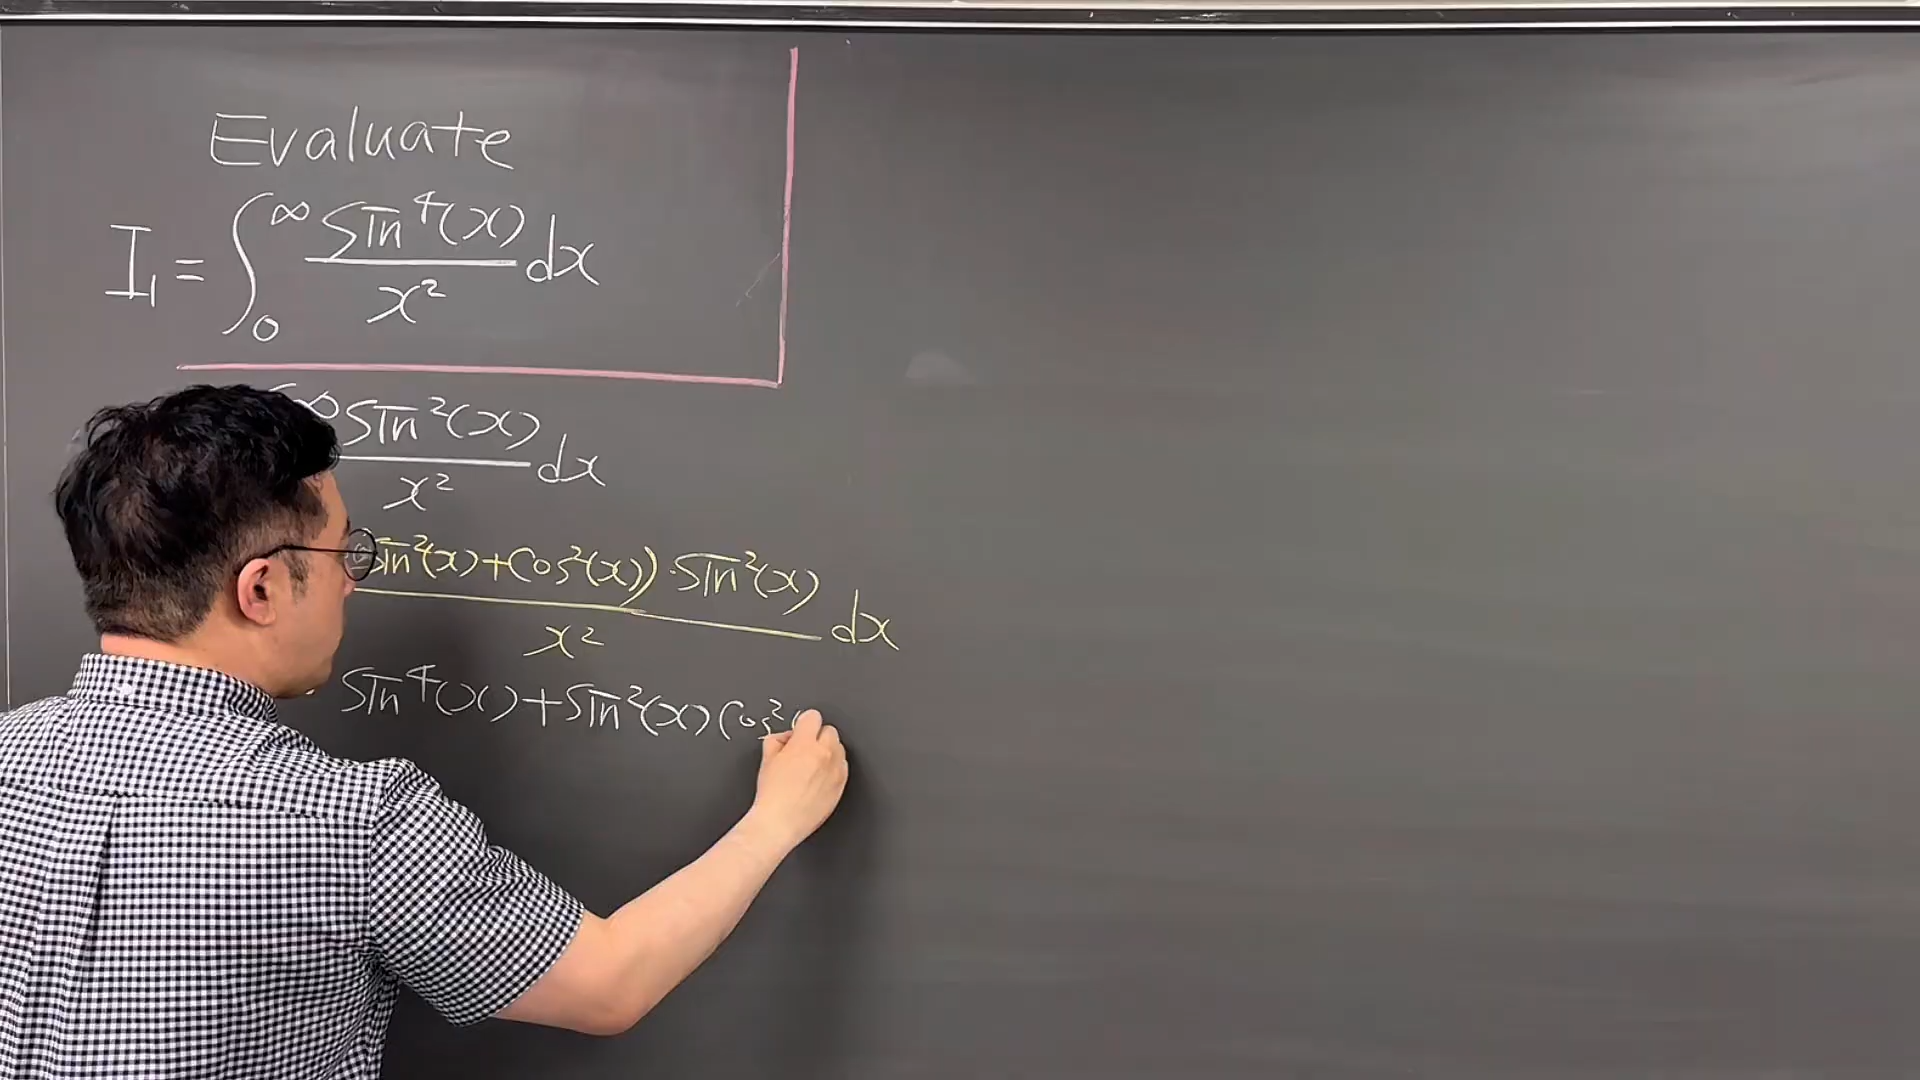 Evaluate
I₁ = ∫₀^∞ sin⁴(x)/x² dx
∞ sin²(x)/x² dx
sin²(x)+cos²(x))·sin²(x)/x² dx
sin⁴(x)+sin²(x)cos²(